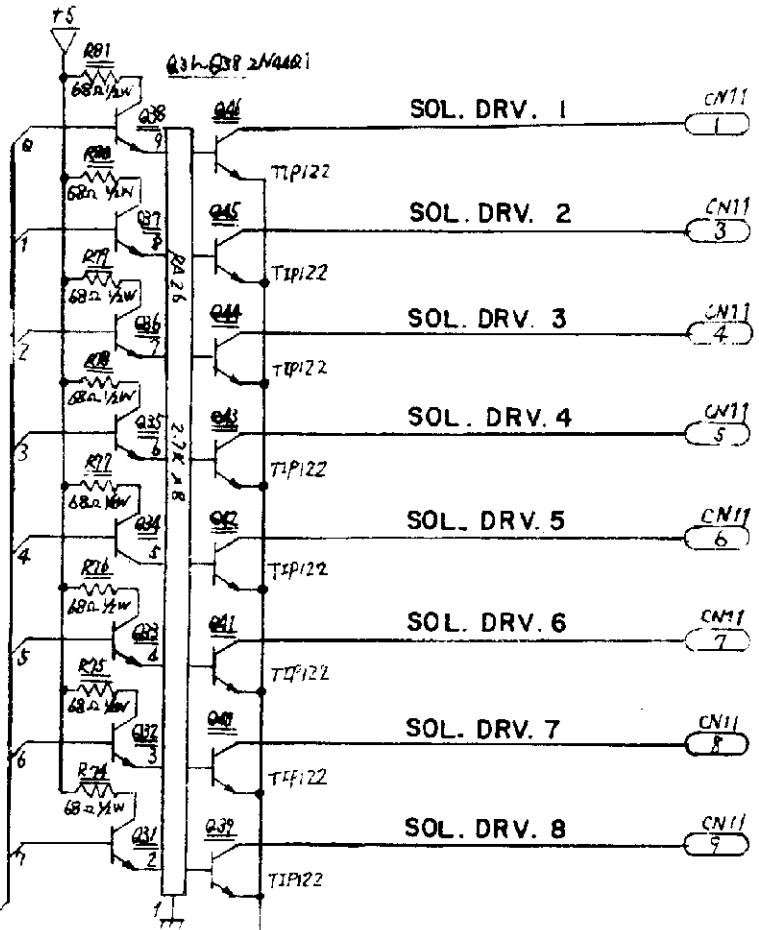 +5
R81
68Ω ½W
Q31~Q38 2N4401
0
Q38
9
Q46
TIP122
SOL. DRV. 1
CN11
1
R80
68Ω ½W
1
Q37
8
Q45
TIP122
SOL. DRV. 2
CN11
3
R79
68Ω ½W
2
Q36
7
RA26
Q44
TIP122
SOL. DRV. 3
CN11
4
R78
68Ω ½W
3
Q35
6
2.7K x8
Q43
TIP122
SOL. DRV. 4
CN11
5
R77
68Ω ½W
4
Q34
5
Q42
TIP122
SOL. DRV. 5
CN11
6
R76
68Ω ½W
5
Q33
4
Q41
TIP122
SOL. DRV. 6
CN11
7
R75
68Ω ½W
6
Q32
3
Q40
TIP122
SOL. DRV. 7
CN11
8
R74
68Ω ½W
7
Q31
2
Q39
TIP122
SOL. DRV. 8
CN11
9
1